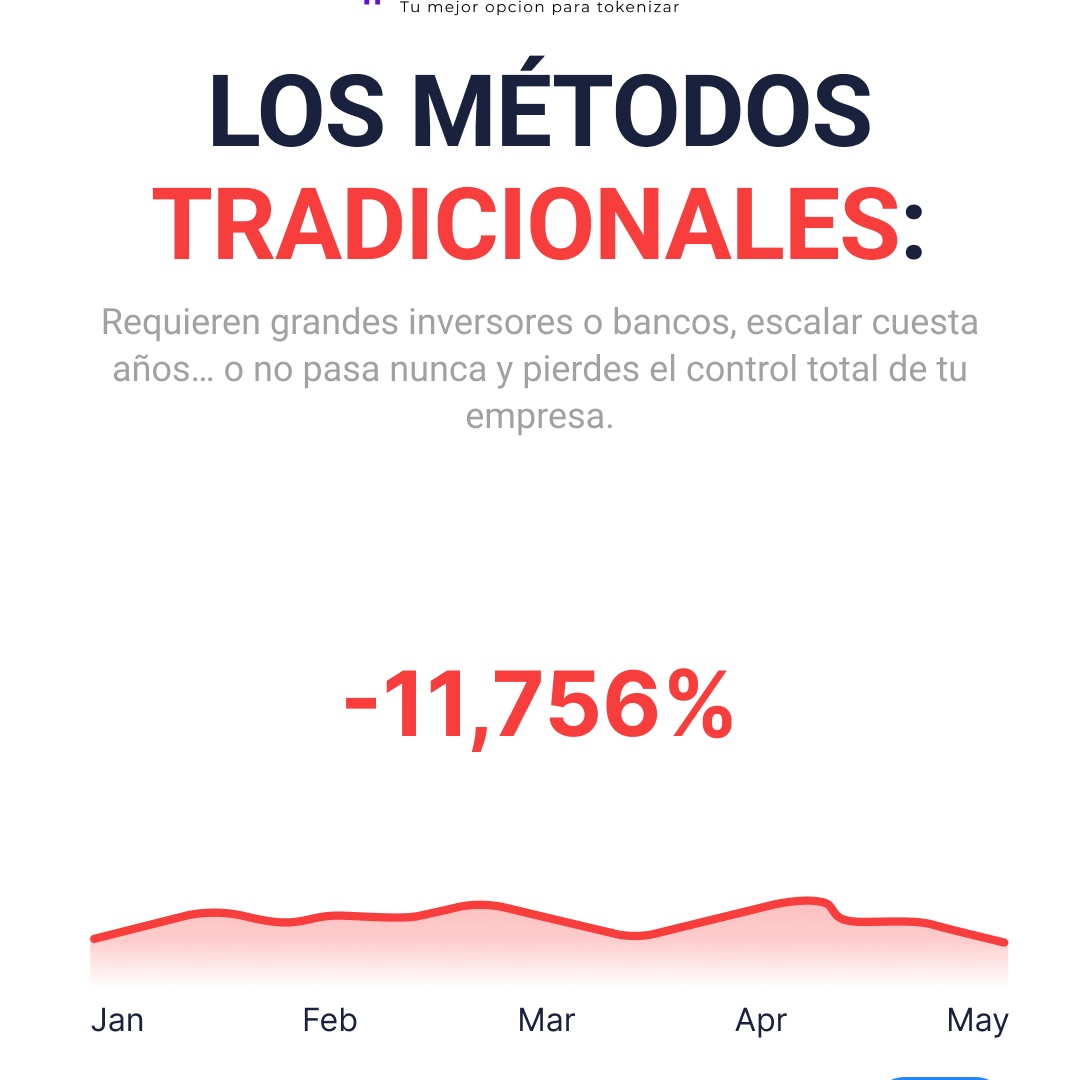 Tu mejor opcion para tokenizar
LOS MÉTODOS
TRADICIONALES:
Requieren grandes inversores o bancos, escalar cuesta
años... o no pasa nunca y pierdes el control total de tu
empresa.
-11,756%
Jan Feb Mar Apr May